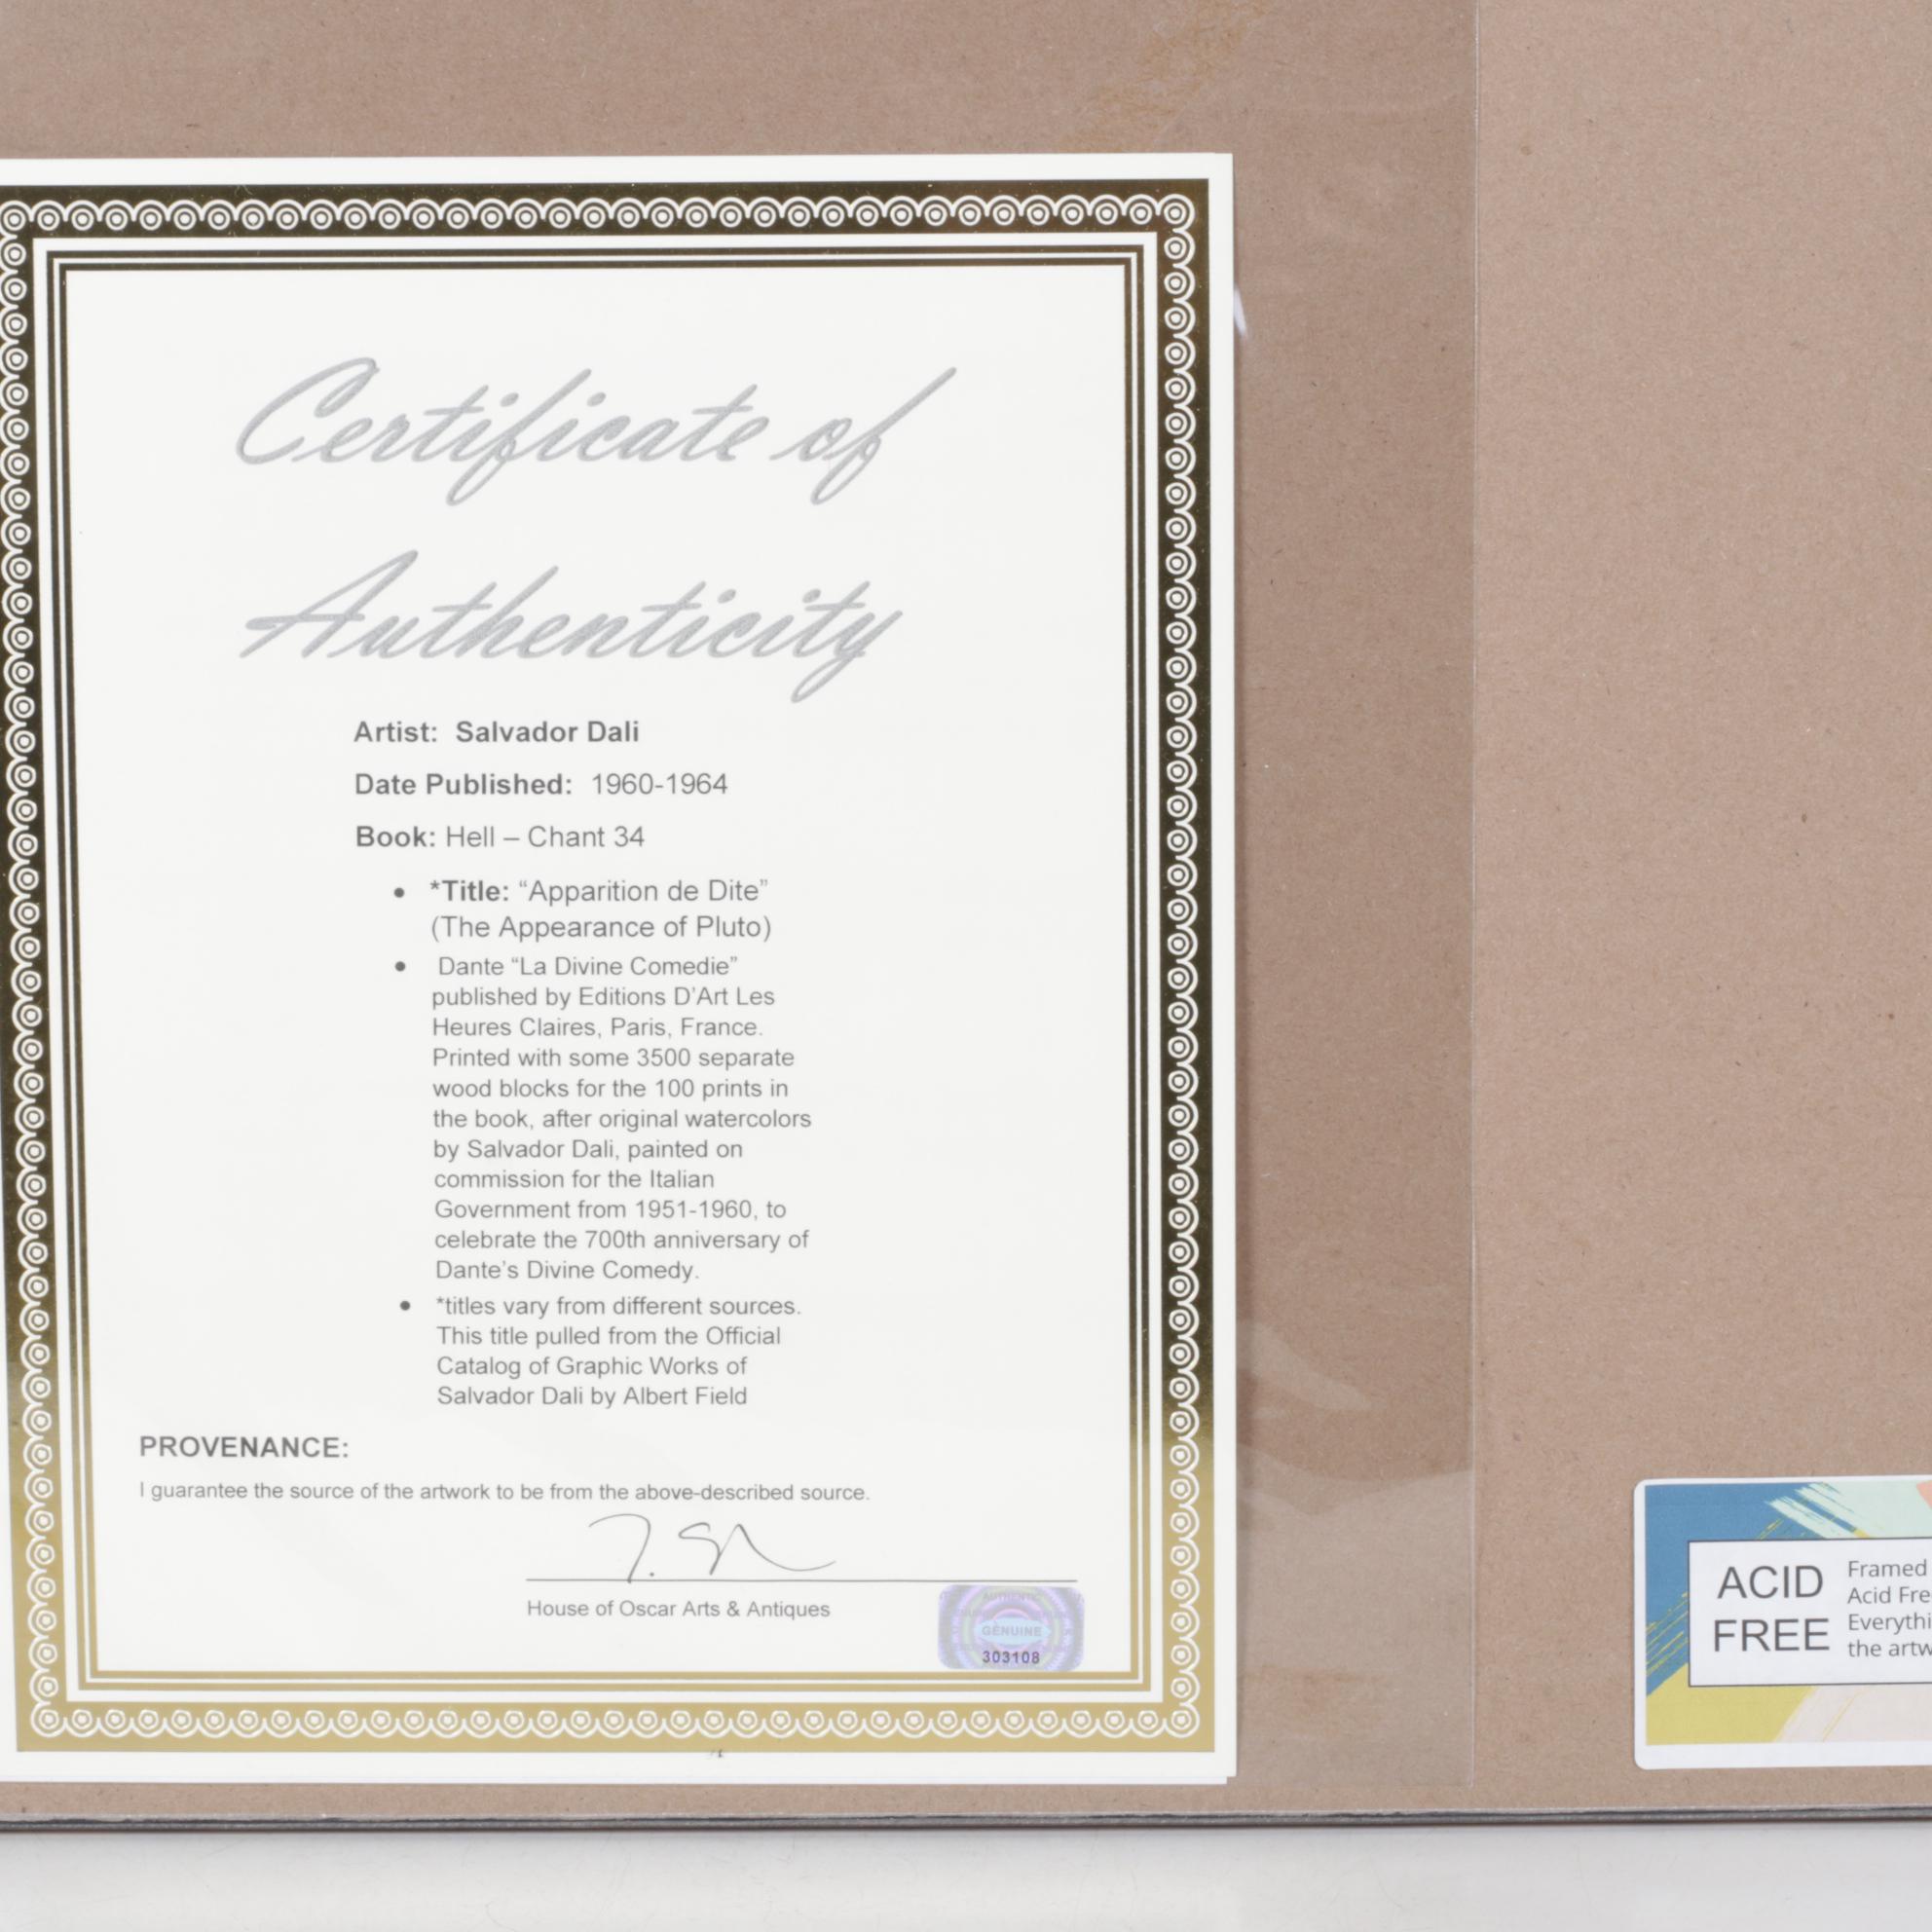 Certificate of
Authenticity
Artist: Salvador Dali
Date Published: 1960-1964
Book: Hell – Chant 34
• *Title: “Apparition de Dite”
(The Appearance of Pluto)
• Dante “La Divine Comedie”
published by Editions D’Art Les
Heures Claires, Paris, France.
Printed with some 3500 separate
wood blocks for the 100 prints in
the book, after original watercolors
by Salvador Dali, painted on
commission for the Italian
Government from 1951-1960, to
celebrate the 700th anniversary of
Dante’s Divine Comedy.
• *titles vary from different sources.
This title pulled from the Official
Catalog of Graphic Works of
Salvador Dali by Albert Field
PROVENANCE:
I guarantee the source of the artwork to be from the above-described source.
House of Oscar Arts & Antiques
GENUINE
303108
ACID
FREE
Framed
Acid Fre
Everythi
the artw